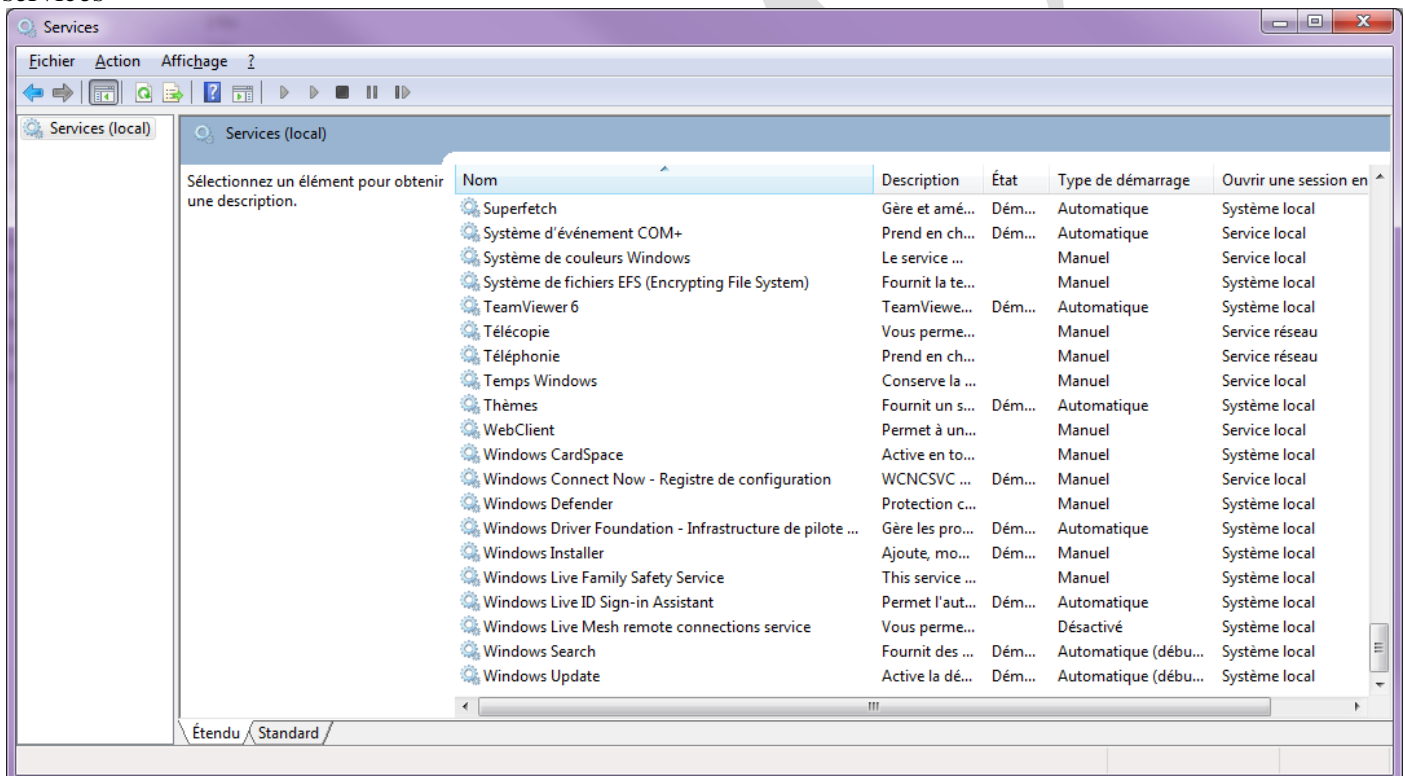 services
Services
Fichier Action Affichage ?
Services (local)
Services (local)
Sélectionnez un élément pour obtenir
une description.
Nom Description État Type de démarrage Ouvrir une session en
Superfetch Gère et amé... Dém... Automatique Système local
Système d'événement COM+ Prend en ch... Dém... Automatique Service local
Système de couleurs Windows Le service ... Manuel Service local
Système de fichiers EFS (Encrypting File System) Fournit la te... Manuel Système local
TeamViewer 6 TeamViewe... Dém... Automatique Système local
Télécopie Vous perme... Manuel Service réseau
Téléphonie Prend en ch... Manuel Service réseau
Temps Windows Conserve la ... Manuel Service local
Thèmes Fournit un s... Dém... Automatique Système local
WebClient Permet à un... Manuel Service local
Windows CardSpace Active en to... Manuel Système local
Windows Connect Now - Registre de configuration WCNCSVC ... Dém... Manuel Service local
Windows Defender Protection c... Manuel Système local
Windows Driver Foundation - Infrastructure de pilote ... Gère les pro... Dém... Automatique Système local
Windows Installer Ajoute, mo... Dém... Manuel Système local
Windows Live Family Safety Service This service ... Manuel Système local
Windows Live ID Sign-in Assistant Permet l'aut... Dém... Automatique Système local
Windows Live Mesh remote connections service Vous perme... Désactivé Système local
Windows Search Fournit des ... Dém... Automatique (débu... Système local
Windows Update Active la dé... Dém... Automatique (débu... Système local
Étendu Standard